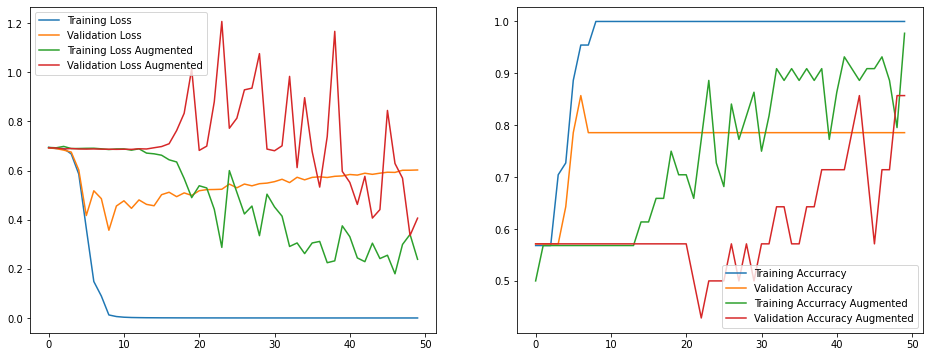 Training Loss
Validation Loss
Training Loss Augmented
Validation Loss Augmented
1.2
1.0
0.8
0.6
0.4
0.2
0.0
0 10 20 30 40 50
1.0
0.9
0.8
0.7
0.6
0.5
Training Accurracy
Validation Accuracy
Training Accurracy Augmented
Validation Accuracy Augmented
0 10 20 30 40 50